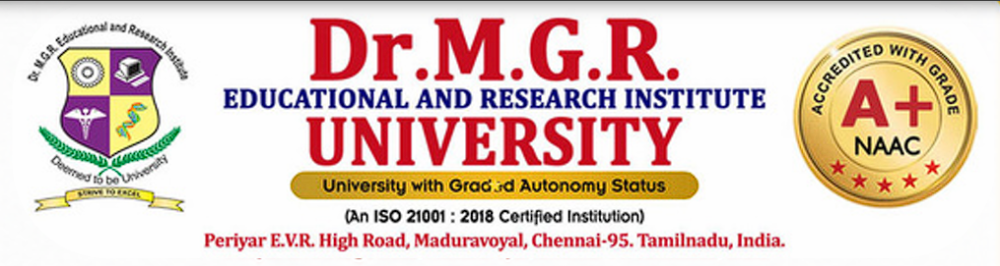 Dr. M.G.R. Educational and Research Institute
Deemed to be University
STRIVE TO EXCEL
Dr.M.G.R.
EDUCATIONAL AND RESEARCH INSTITUTE
UNIVERSITY
University with Graded Autonomy Status
(An ISO 21001 : 2018 Certified Institution)
Periyar E.V.R. High Road, Maduravoyal, Chennai-95. Tamilnadu, India.
ACCREDITED WITH GRADE
A+
NAAC